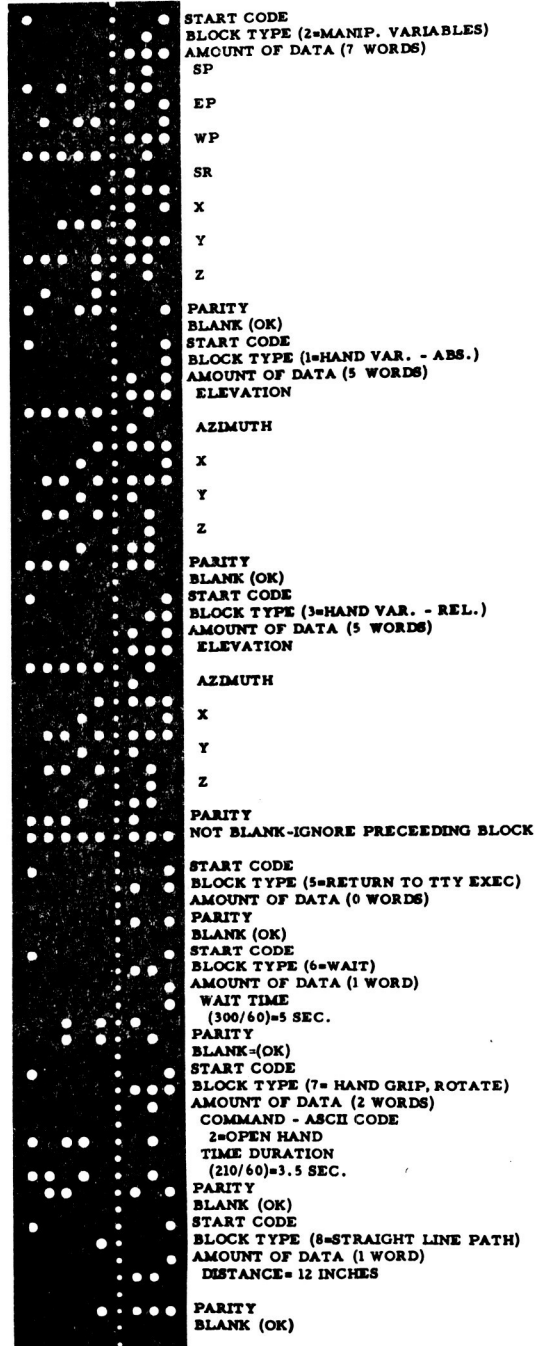 START CODE
BLOCK TYPE (2=MANIP. VARIABLES)
AMOUNT OF DATA (7 WORDS)
SP
EP
WP
SR
X
Y
Z
PARITY
BLANK (OK)
START CODE
BLOCK TYPE (1=HAND VAR. - ABS.)
AMOUNT OF DATA (5 WORDS)
ELEVATION
AZIMUTH
X
Y
Z
PARITY
BLANK (OK)
START CODE
BLOCK TYPE (3=HAND VAR. - REL.)
AMOUNT OF DATA (5 WORDS)
ELEVATION
AZIMUTH
X
Y
Z
PARITY
NOT BLANK-IGNORE PRECEEDING BLOCK
START CODE
BLOCK TYPE (5=RETURN TO TTY EXEC)
AMOUNT OF DATA (0 WORDS)
PARITY
BLANK (OK)
START CODE
BLOCK TYPE (6=WAIT)
AMOUNT OF DATA (1 WORD)
WAIT TIME
(300/60)=5 SEC.
PARITY
BLANK=(OK)
START CODE
BLOCK TYPE (7= HAND GRIP, ROTATE)
AMOUNT OF DATA (2 WORDS)
COMMAND - ASCII CODE
2=OPEN HAND
TIME DURATION
(210/60)=3.5 SEC.
PARITY
BLANK (OK)
START CODE
BLOCK TYPE (8=STRAIGHT LINE PATH)
AMOUNT OF DATA (1 WORD)
DISTANCE= 12 INCHES
PARITY
BLANK (OK)